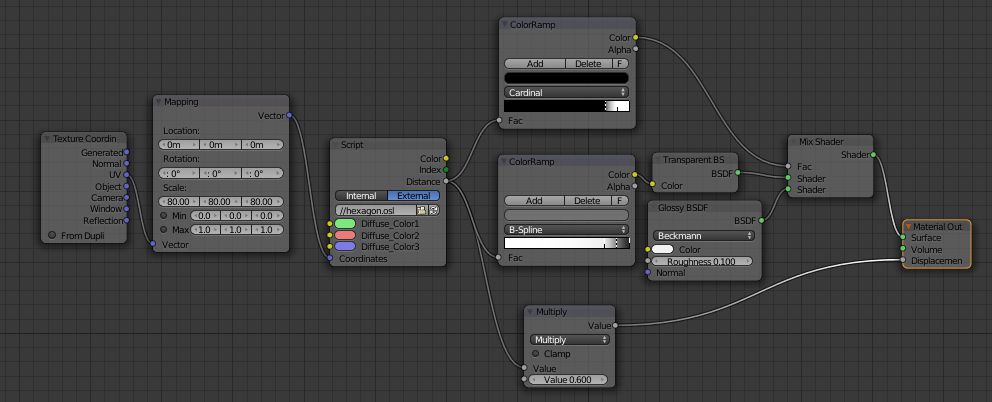 Texture Coordin
Generated
Normal
UV
Object
Camera
Window
Reflection
From Dupli
Mapping
Vector
Location:
0m 0m 0m
Rotation:
0° 0° 0°
Scale:
80.00 80.00 80.00
Min 0.0 0.0 0.0
Max 1.0 1.0 1.0
Vector
Script
Color
Index
Distance
Internal External
//hexagon.osl
Diffuse_Color1
Diffuse_Color2
Diffuse_Color3
Coordinates
ColorRamp
Color
Alpha
Add Delete F
Cardinal
Fac
ColorRamp
Color
Alpha
Add Delete F
B-Spline
Fac
Multiply
Value
Multiply
Clamp
Value
Value 0.600
Transparent BS
BSDF
Color
Glossy BSDF
BSDF
Beckmann
Color
Roughness 0.100
Normal
Mix Shader
Shader
Fac
Shader
Shader
Material Out
Surface
Volume
Displacemen